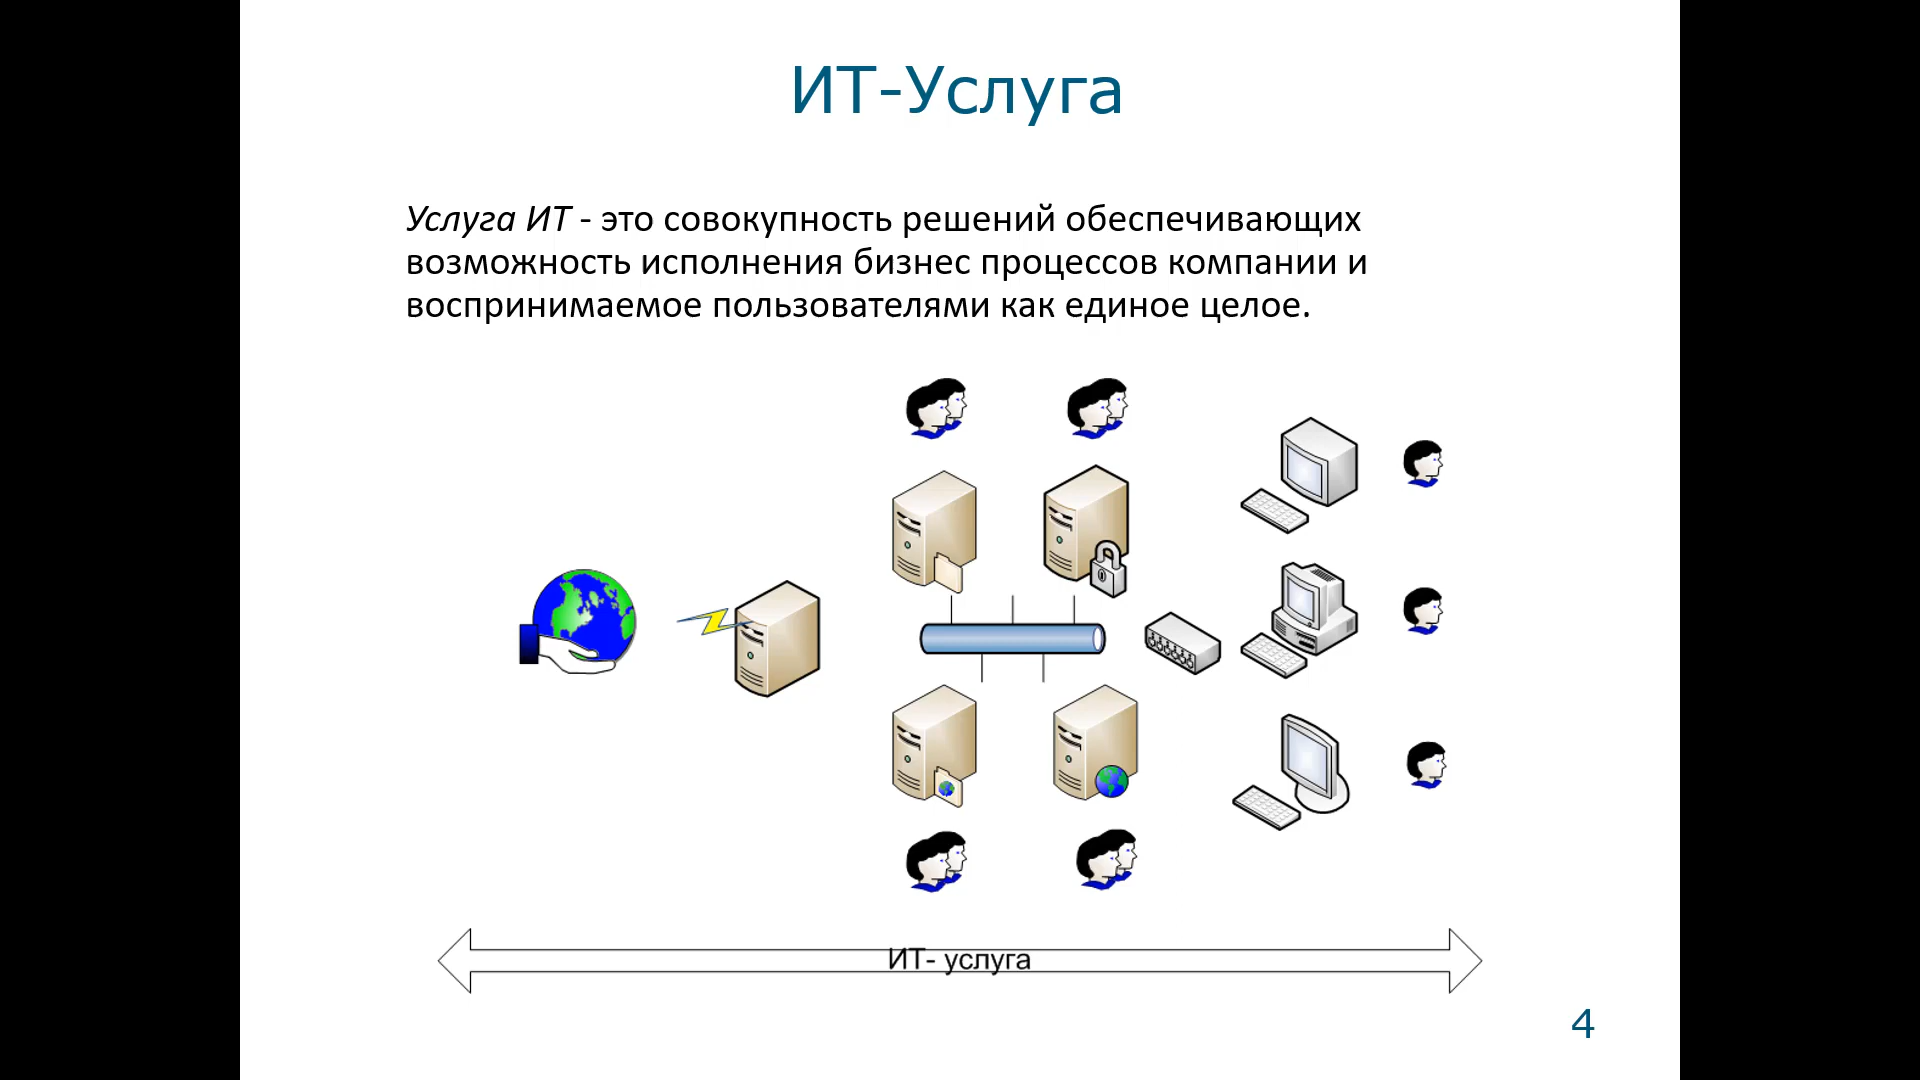 ИТ-Услуга
Услуга ИТ - это совокупность решений обеспечивающих
возможность исполнения бизнес процессов компании и
воспринимаемое пользователями как единое целое.
ИТ- услуга
4